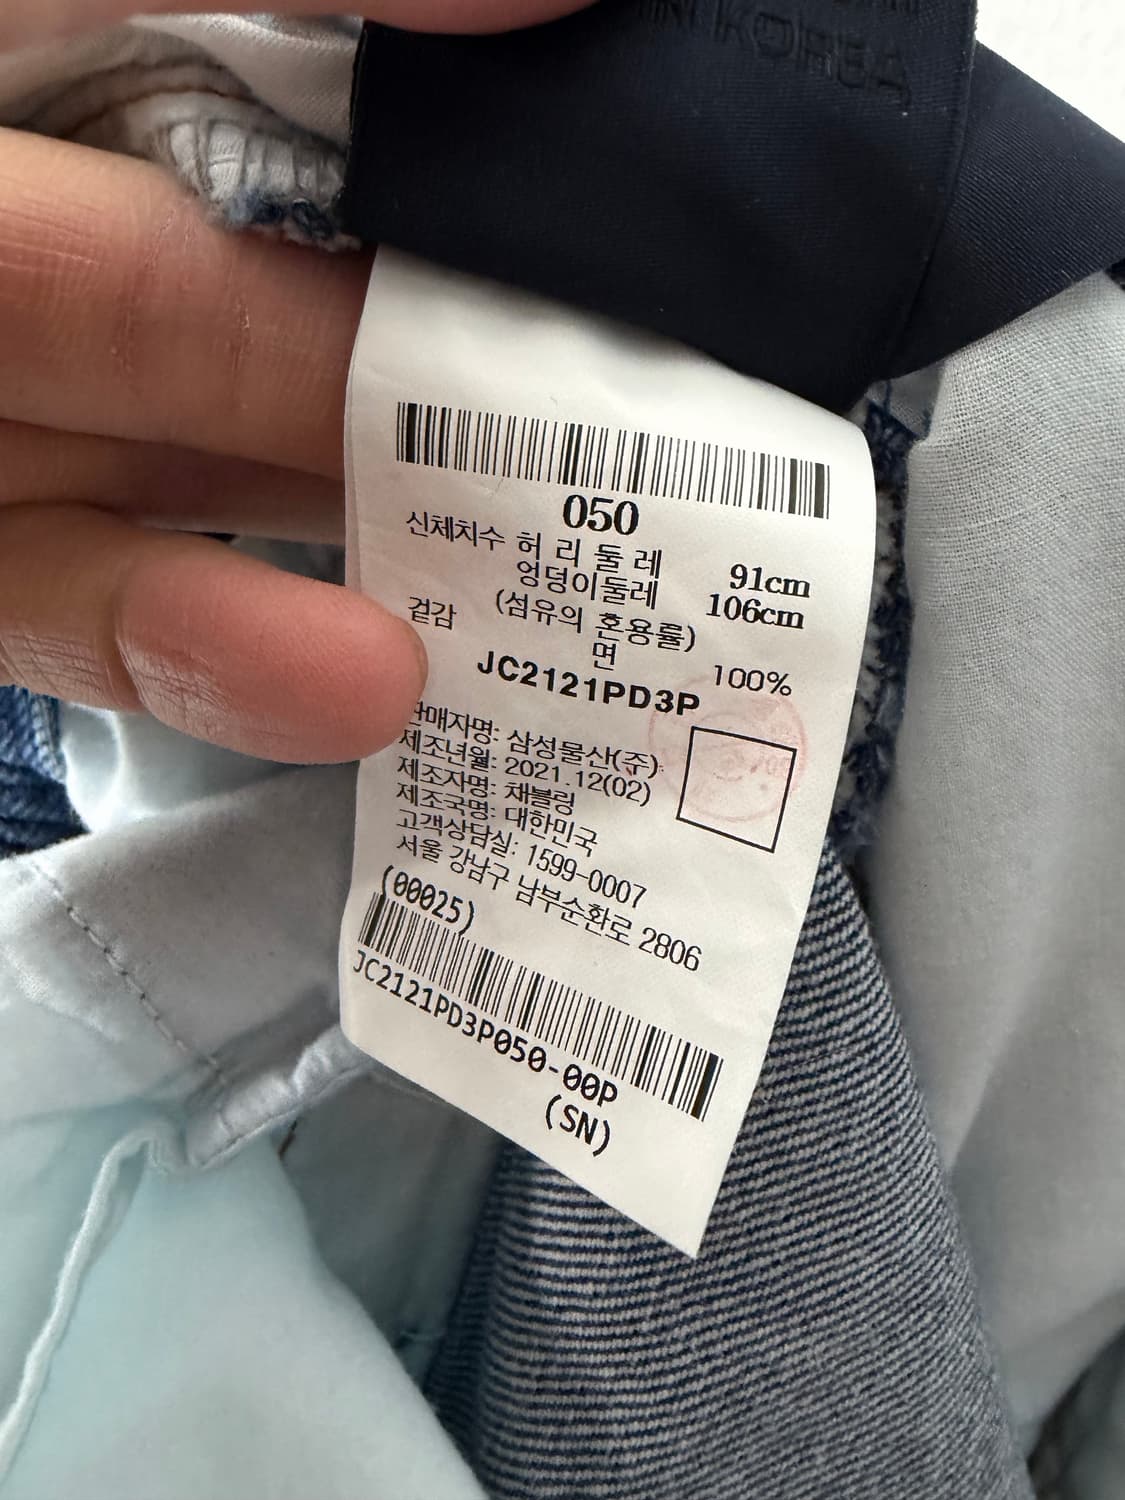 IN KOREA
050
신체치수 허 리 둘 레 91cm
엉덩이둘레 106cm
(섬유의 혼용률)
겉감 면 100%
JC2121PD3P
판매자명: 삼성물산(주)
제조년월: 2021.12(02)
제조자명: 채블링
제조국명: 대한민국
고객상담실: 1599-0007
서울 강남구 남부순환로 2806
(00025)
JC2121PD3P050-00P
(SN)